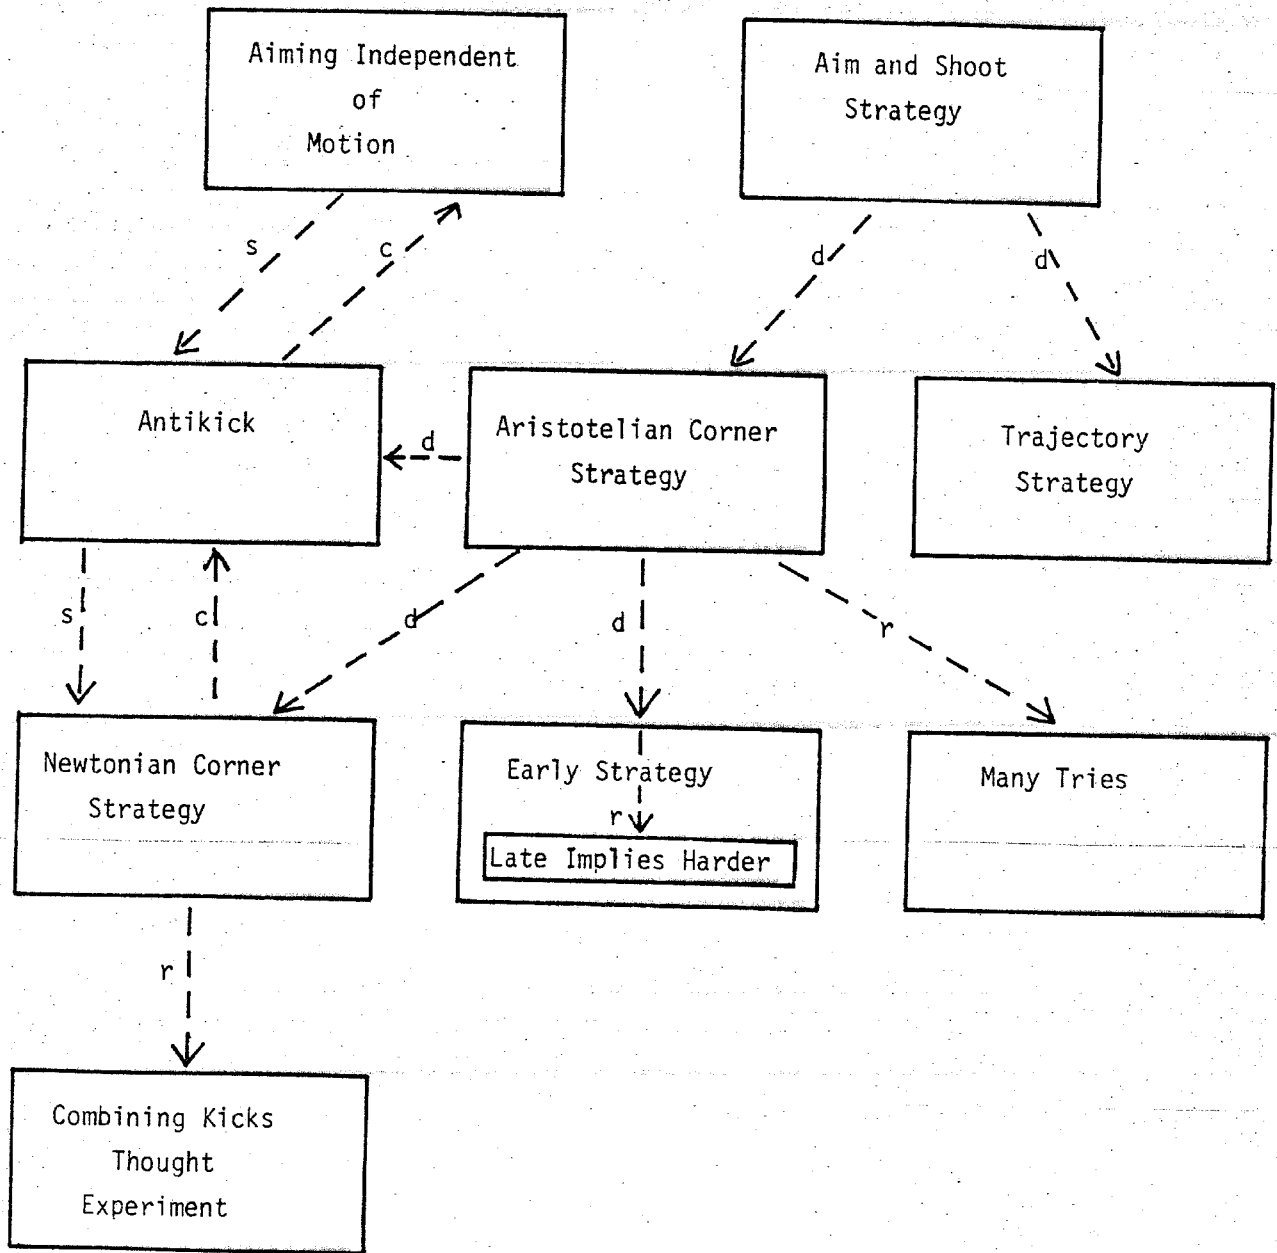 Aiming Independent
of
Motion
Aim and Shoot
Strategy
s
c
d
d
Antikick
d
Aristotelian Corner
Strategy
Trajectory
Strategy
s
c
d
d
r
Newtonian Corner
Strategy
Early Strategy
r
Late Implies Harder
Many Tries
r
Combining Kicks
Thought
Experiment